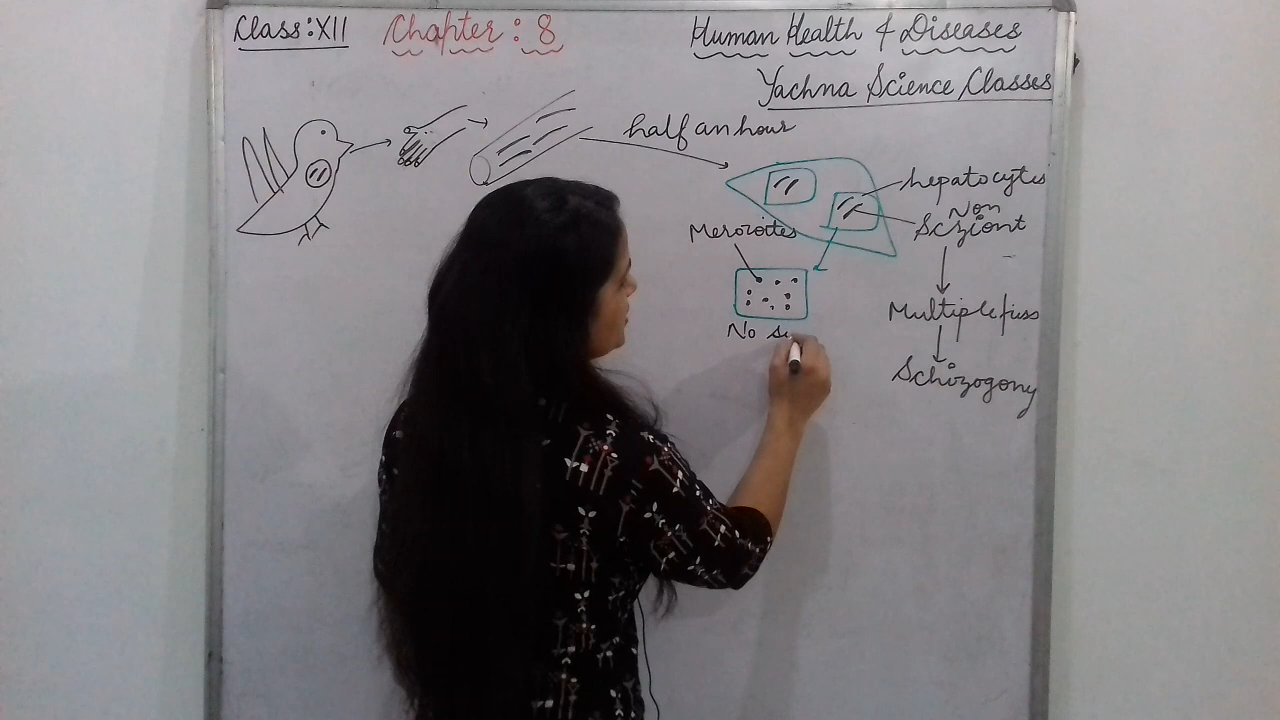 Class:XII
Chapter : 8
Human Health & Diseases
Yachna Science Classes
half an hour
hepatocytes
Non
Scziont
Merozoites
No
Multiple fiss
Schizogony